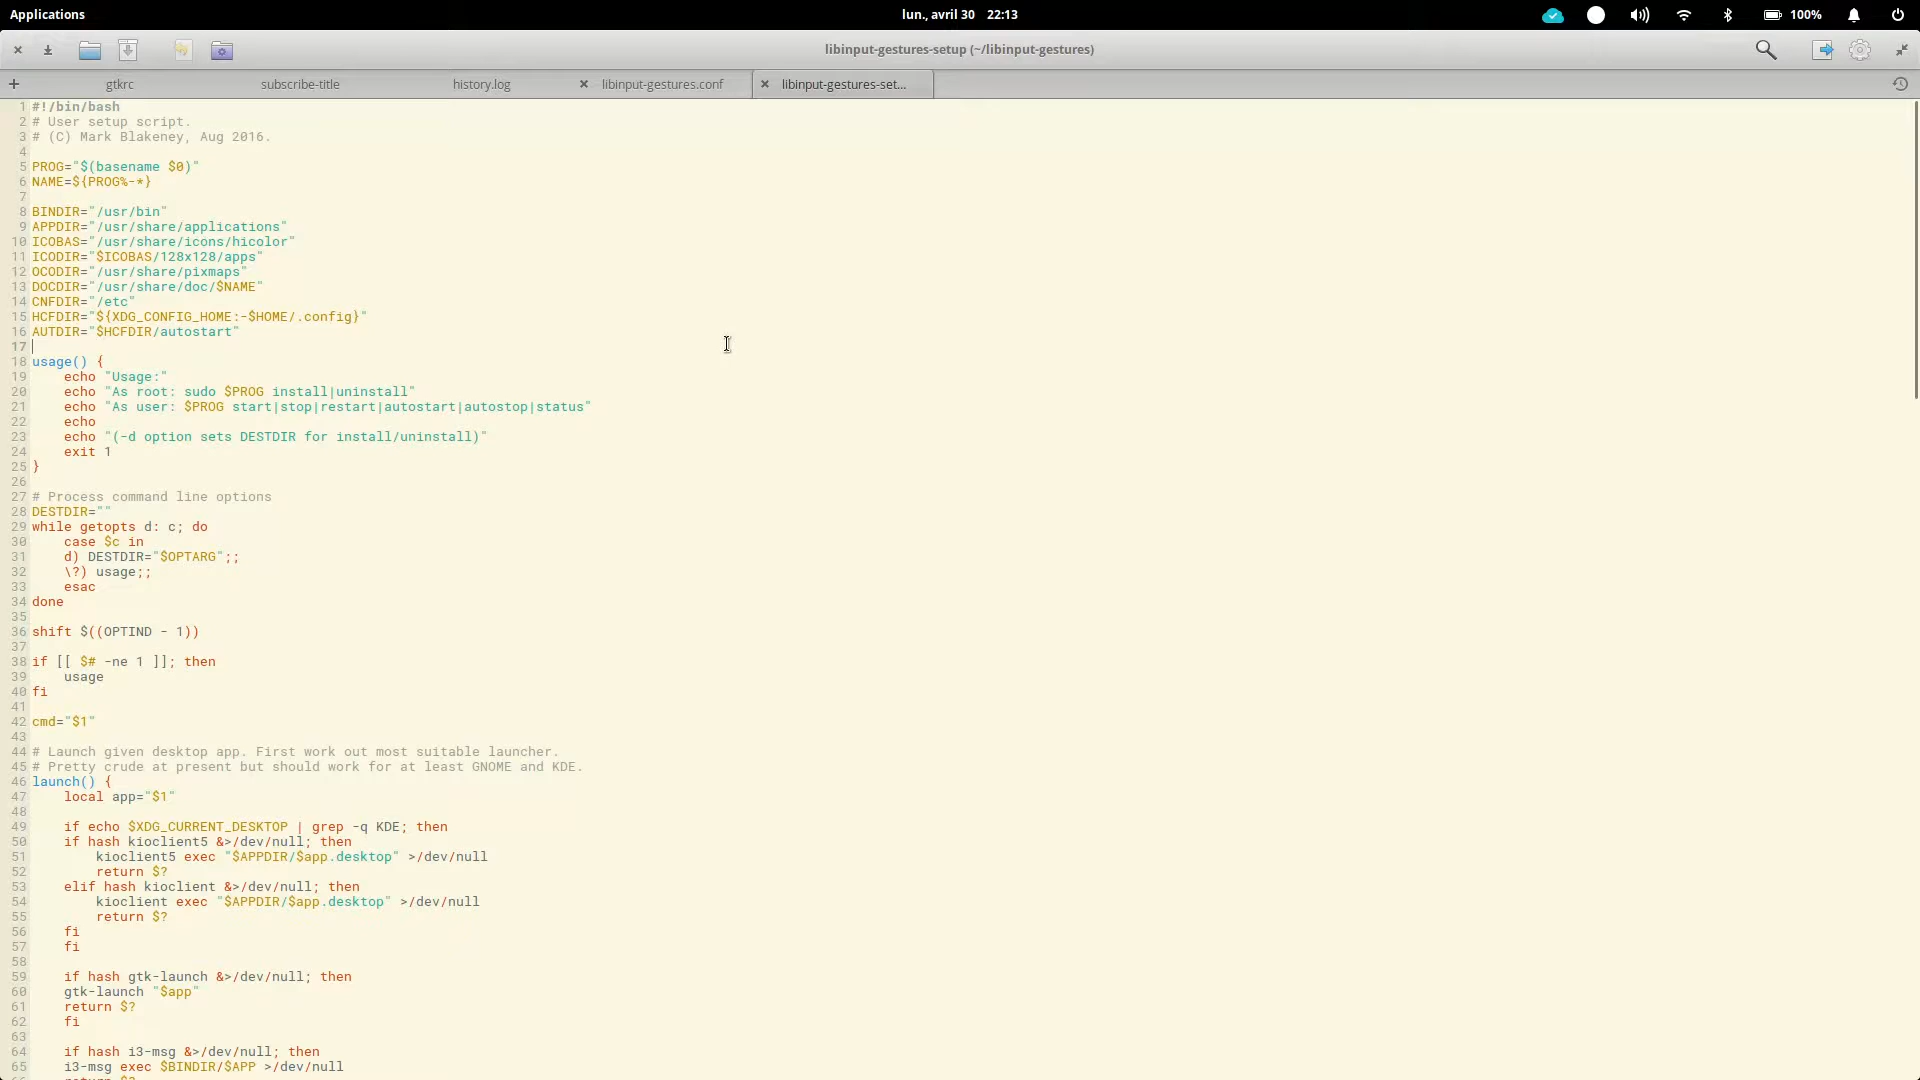 Applications
lun., avril 30 22:13
100%
libinput-gestures-setup (~/libinput-gestures)
gtkrc
subscribe-title
history.log
libinput-gestures.conf
libinput-gestures-set...
1 #!/bin/bash
2 # User setup script.
3 # (C) Mark Blakeney, Aug 2016.
4
5 PROG="$(basename $0)"
6 NAME=${PROG%-*}
7
8 BINDIR="/usr/bin"
9 APPDIR="/usr/share/applications"
10 ICOBAS="/usr/share/icons/hicolor"
11 ICODIR="$ICOBAS/128x128/apps"
12 OCODIR="/usr/share/pixmaps"
13 DOCDIR="/usr/share/doc/$NAME"
14 CNFDIR="/etc"
15 HCFDIR="${XDG_CONFIG_HOME:-$HOME/.config}"
16 AUTDIR="$HCFDIR/autostart"
17
18 usage() {
19     echo "Usage:"
20     echo "As root: sudo $PROG install|uninstall"
21     echo "As user: $PROG start|stop|restart|autostart|autostop|status"
22     echo
23     echo "(-d option sets DESTDIR for install/uninstall)"
24     exit 1
25 }
26
27 # Process command line options
28 DESTDIR=""
29 while getopts d: c; do
30     case $c in
31     d) DESTDIR="$OPTARG";;
32     \?) usage;;
33     esac
34 done
35
36 shift $((OPTIND - 1))
37
38 if [[ $# -ne 1 ]]; then
39     usage
40 fi
41
42 cmd="$1"
43
44 # Launch given desktop app. First work out most suitable launcher.
45 # Pretty crude at present but should work for at least GNOME and KDE.
46 launch() {
47     local app="$1"
48
49     if echo $XDG_CURRENT_DESKTOP | grep -q KDE; then
50     if hash kioclient5 &>/dev/null; then
51         kioclient5 exec "$APPDIR/$app.desktop" >/dev/null
52         return $?
53     elif hash kioclient &>/dev/null; then
54         kioclient exec "$APPDIR/$app.desktop" >/dev/null
55         return $?
56     fi
57     fi
58
59     if hash gtk-launch &>/dev/null; then
60     gtk-launch "$app"
61     return $?
62     fi
63
64     if hash i3-msg &>/dev/null; then
65     i3-msg exec $BINDIR/$APP >/dev/null